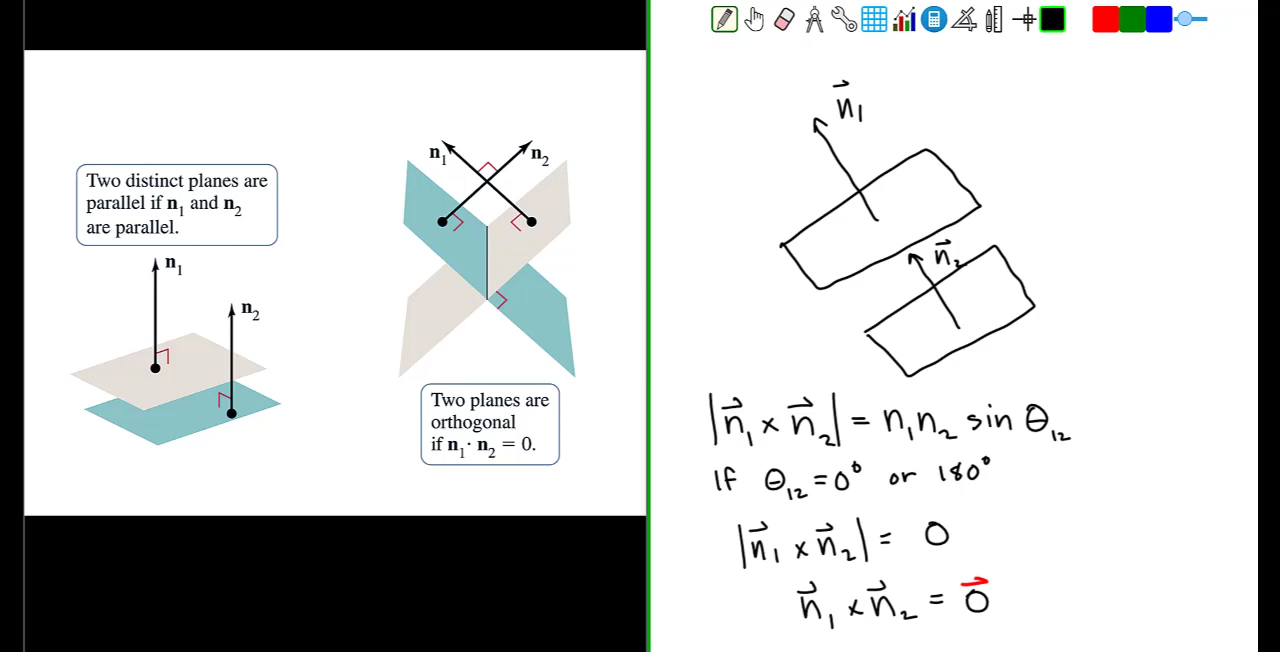 Two distinct planes are
parallel if n₁ and n₂
are parallel.
n₁
n₂
n₁
n₂
Two planes are
orthogonal
if n₁ · n₂ = 0.
n⃗₁
n⃗₂
|n⃗₁ × n⃗₂| = n₁n₂ sin θ₁₂
If θ₁₂ = 0° or 180°
|n⃗₁ × n⃗₂| = 0
n⃗₁ × n⃗₂ = 0⃗